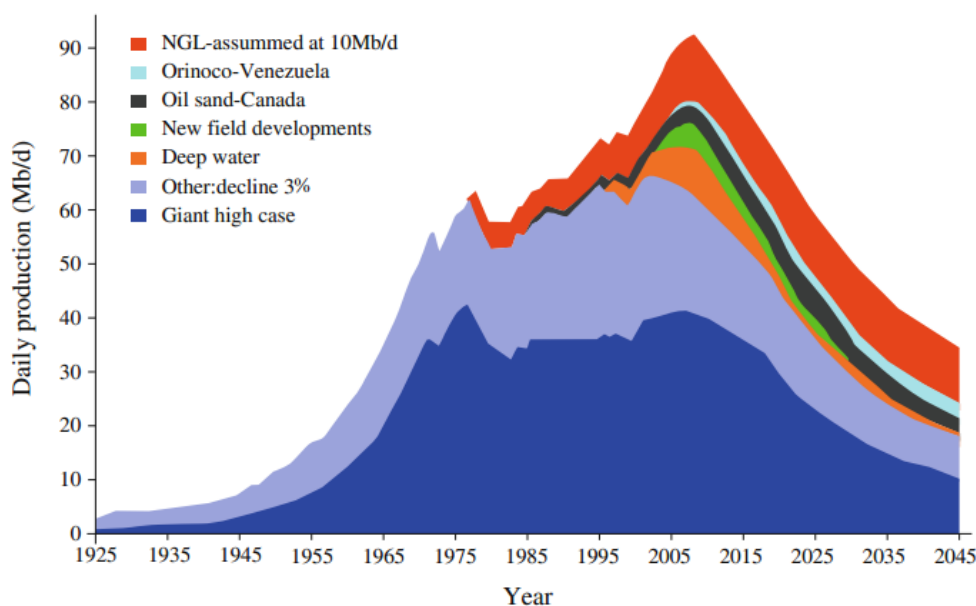 NGL-assummed at 10Mb/d
Orinoco-Venezuela
Oil sand-Canada
New field developments
Deep water
Other:decline 3%
Giant high case
Daily production (Mb/d)
90
80
70
60
50
40
30
20
10
0
1925 1935 1945 1955 1965 1975 1985 1995 2005 2015 2025 2035 2045
Year